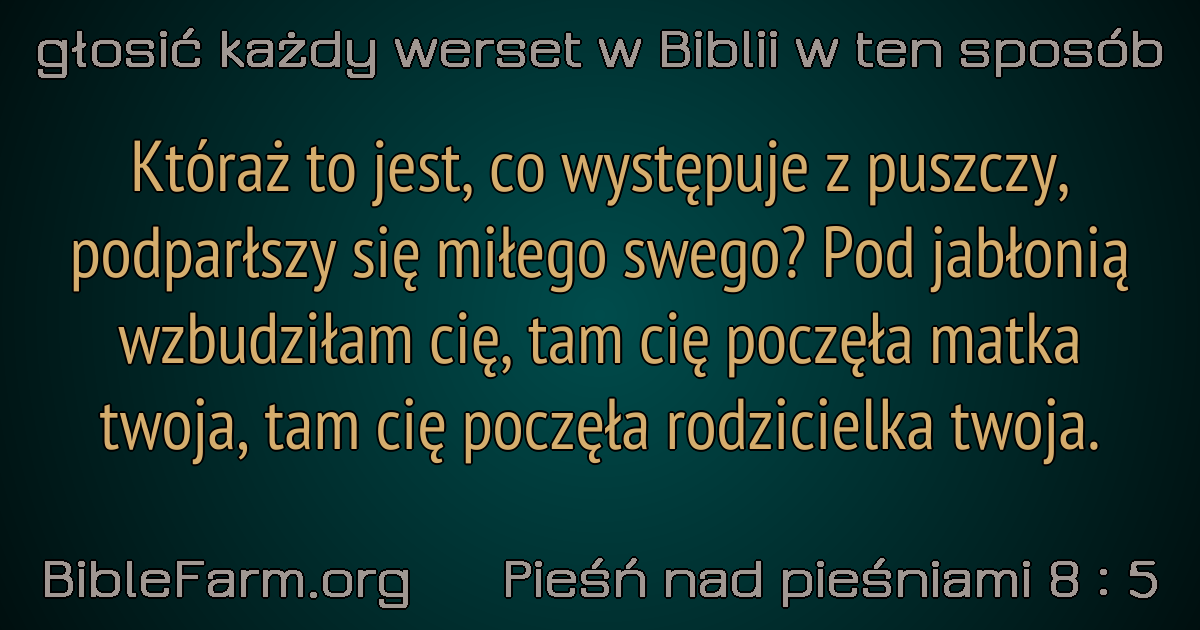 głosić każdy werset w Biblii w ten sposób
Któraż to jest, co występuje z puszczy,
podparłszy się miłego swego? Pod jabłonią
wzbudziłam cię, tam cię poczęła matka
twoja, tam cię poczęła rodzicielka twoja.
BibleFarm.org Pieśń nad pieśniami 8 : 5